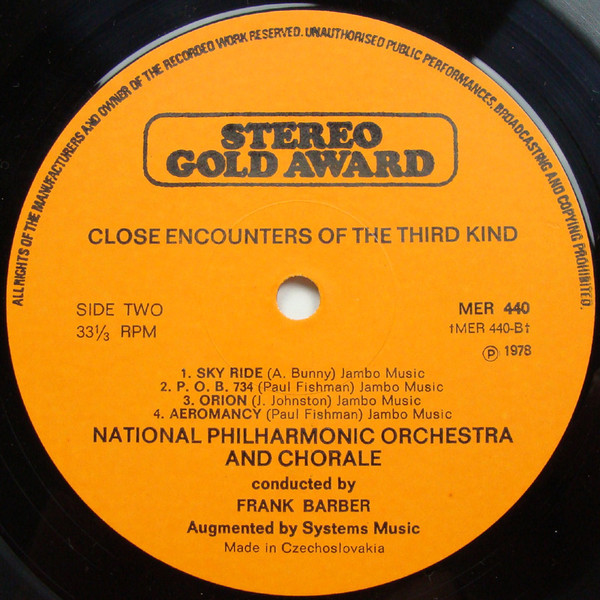 ALL RIGHTS OF THE MANUFACTURERS AND OWNER OF THE RECORDED WORK RESERVED. UNAUTHORISED PUBLIC PERFORMANCES, BROADCASTING AND COPYING PROHIBITED.
STEREO
GOLD AWARD
CLOSE ENCOUNTERS OF THE THIRD KIND
SIDE TWO
33⅓ RPM
MER 440
†MER 440-B†
Ⓟ 1978
1. SKY RIDE (A. Bunny) Jambo Music
2. P. O. B. 734 (Paul Fishman) Jambo Music
3. ORION (J. Johnston) Jambo Music
4. AEROMANCY (Paul Fishman) Jambo Music
NATIONAL PHILHARMONIC ORCHESTRA
AND CHORALE
conducted by
FRANK BARBER
Augmented by Systems Music
Made in Czechoslovakia